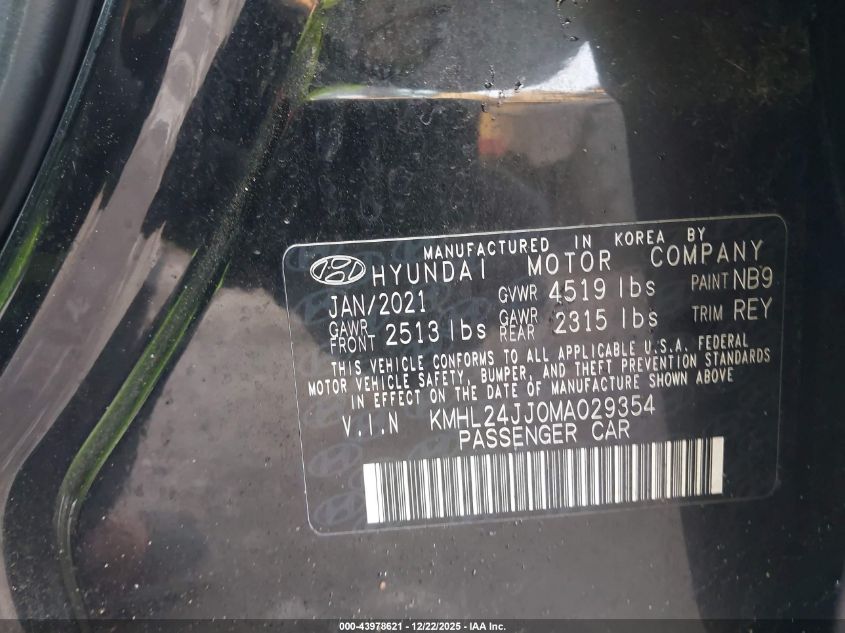 MANUFACTURED IN KOREA BY
HYUNDAI MOTOR COMPANY
JAN/2021 GVWR 4519 lbs PAINT NB9
GAWR FRONT 2513 lbs GAWR REAR 2315 lbs TRIM REY
THIS VEHICLE CONFORMS TO ALL APPLICABLE U.S.A. FEDERAL
MOTOR VEHICLE SAFETY, BUMPER, AND THEFT PREVENTION STANDARDS
IN EFFECT ON THE DATE OF MANUFACTURE SHOWN ABOVE
V.I.N KMHL24JJ0MA029354
PASSENGER CAR
000-43978621 - 12/22/2025 - IAA Inc.